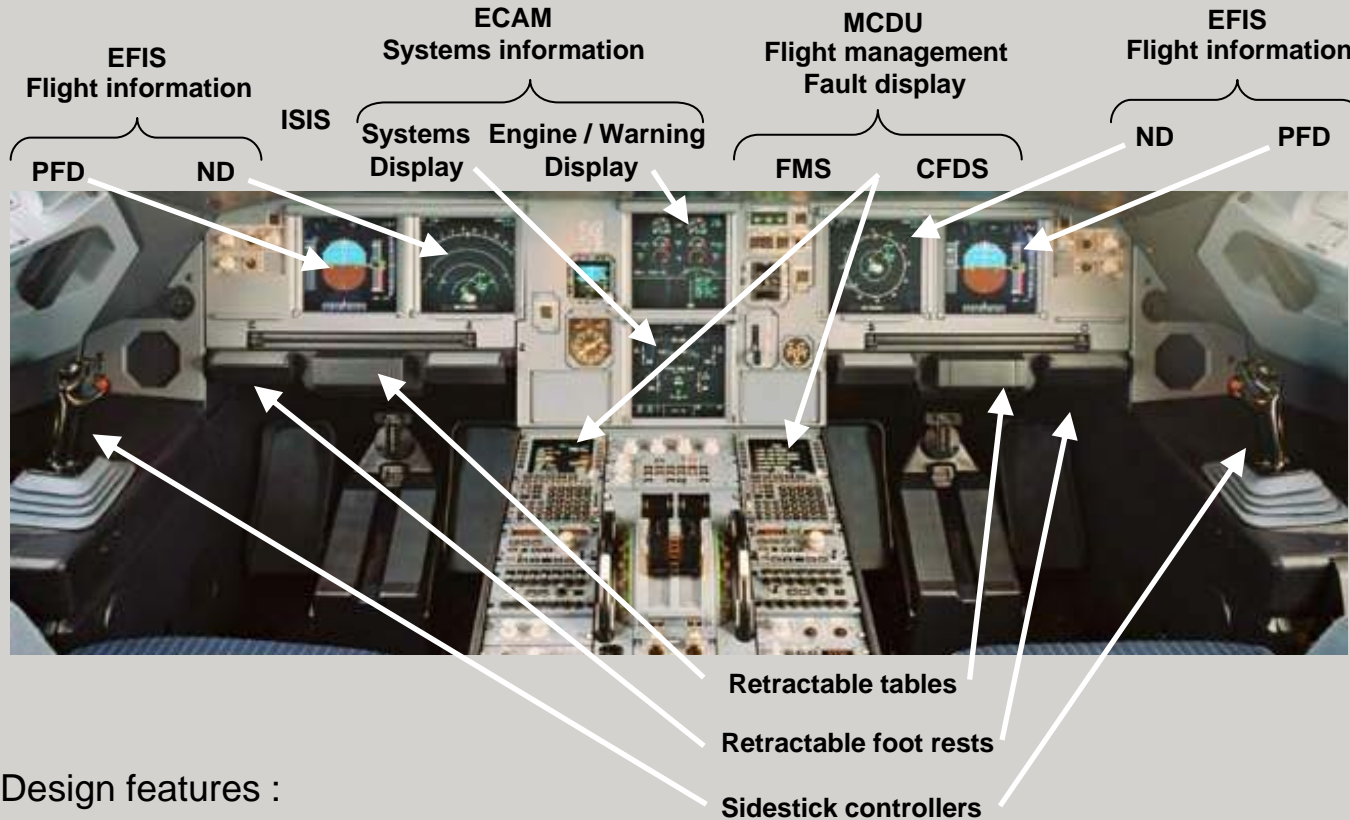 ECAM
Systems information
MCDU
Flight management
Fault display
EFIS
Flight information
EFIS
Flight information
ISIS
Systems
Display
Engine / Warning
Display
PFD
ND
FMS
CFDS
ND
PFD
Retractable tables
Retractable foot rests
Sidestick controllers
Design features :